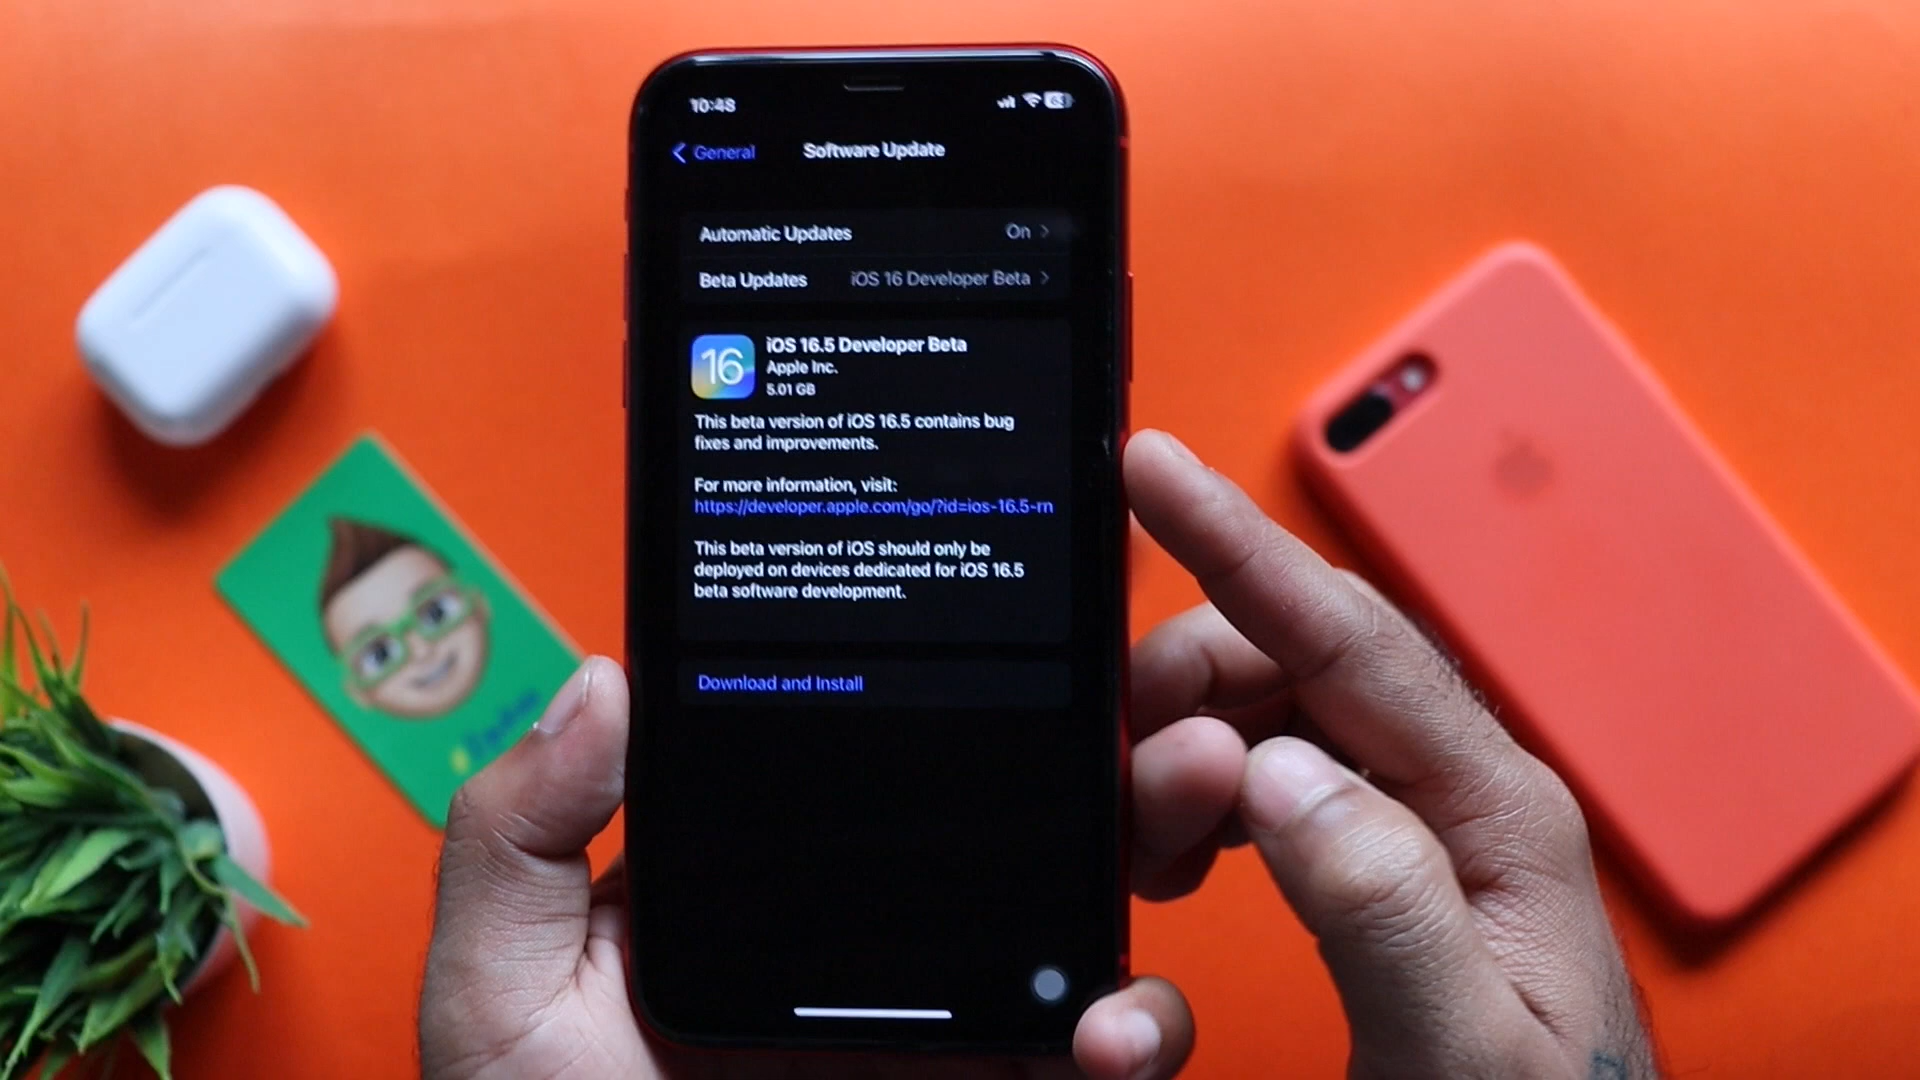 10:48
63
General
Software Update
Automatic Updates On
Beta Updates iOS 16 Developer Beta
16
iOS 16.5 Developer Beta
Apple Inc.
5.01 GB
This beta version of iOS 16.5 contains bug
fixes and improvements.
For more information, visit:
https://developer.apple.com/go/?id=ios-16.5-rn
This beta version of iOS should only be
deployed on devices dedicated for iOS 16.5
beta software development.
Download and Install